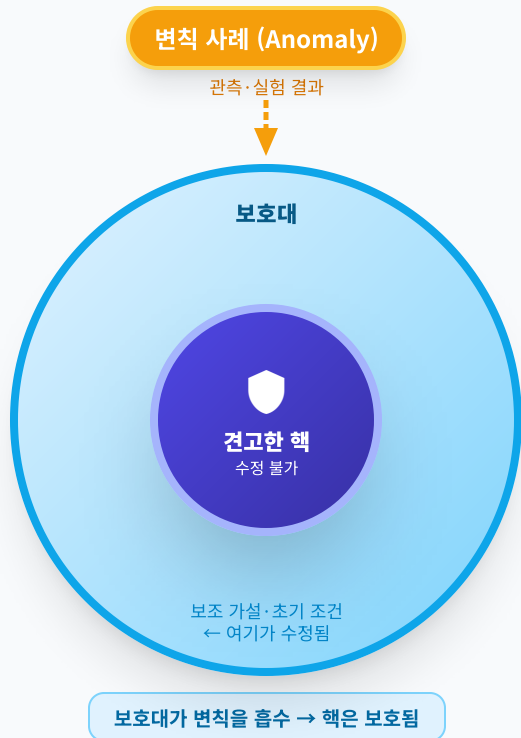 변칙 사례 (Anomaly)
관측·실험 결과
보호대
견고한 핵
수정 불가
보조 가설·초기 조건
← 여기가 수정됨
보호대가 변칙을 흡수 → 핵은 보호됨